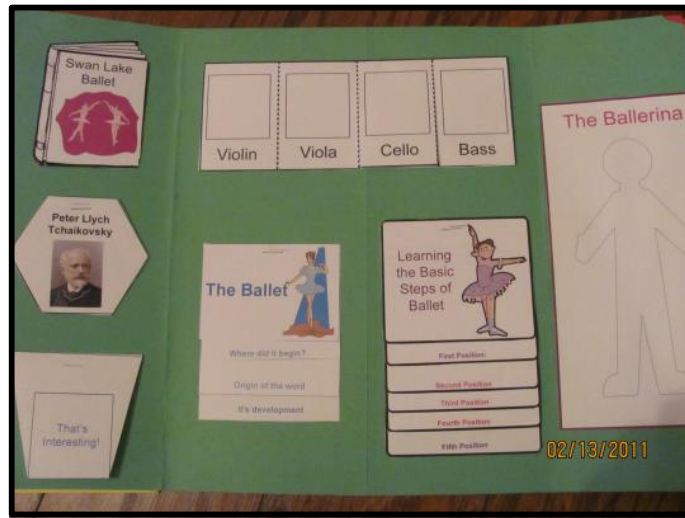 Swan Lake
Ballet
Violin
Viola
Cello
Bass
The Ballerina
Peter Llych
Tchaikovsky
The Ballet
Where did it begin?
Origin of the word
It's development
Learning
the Basic
Steps of
Ballet
First Position:
Second Position
Third Position
Fourth Position
Fifth Position
That's
Interesting!
02/13/2011